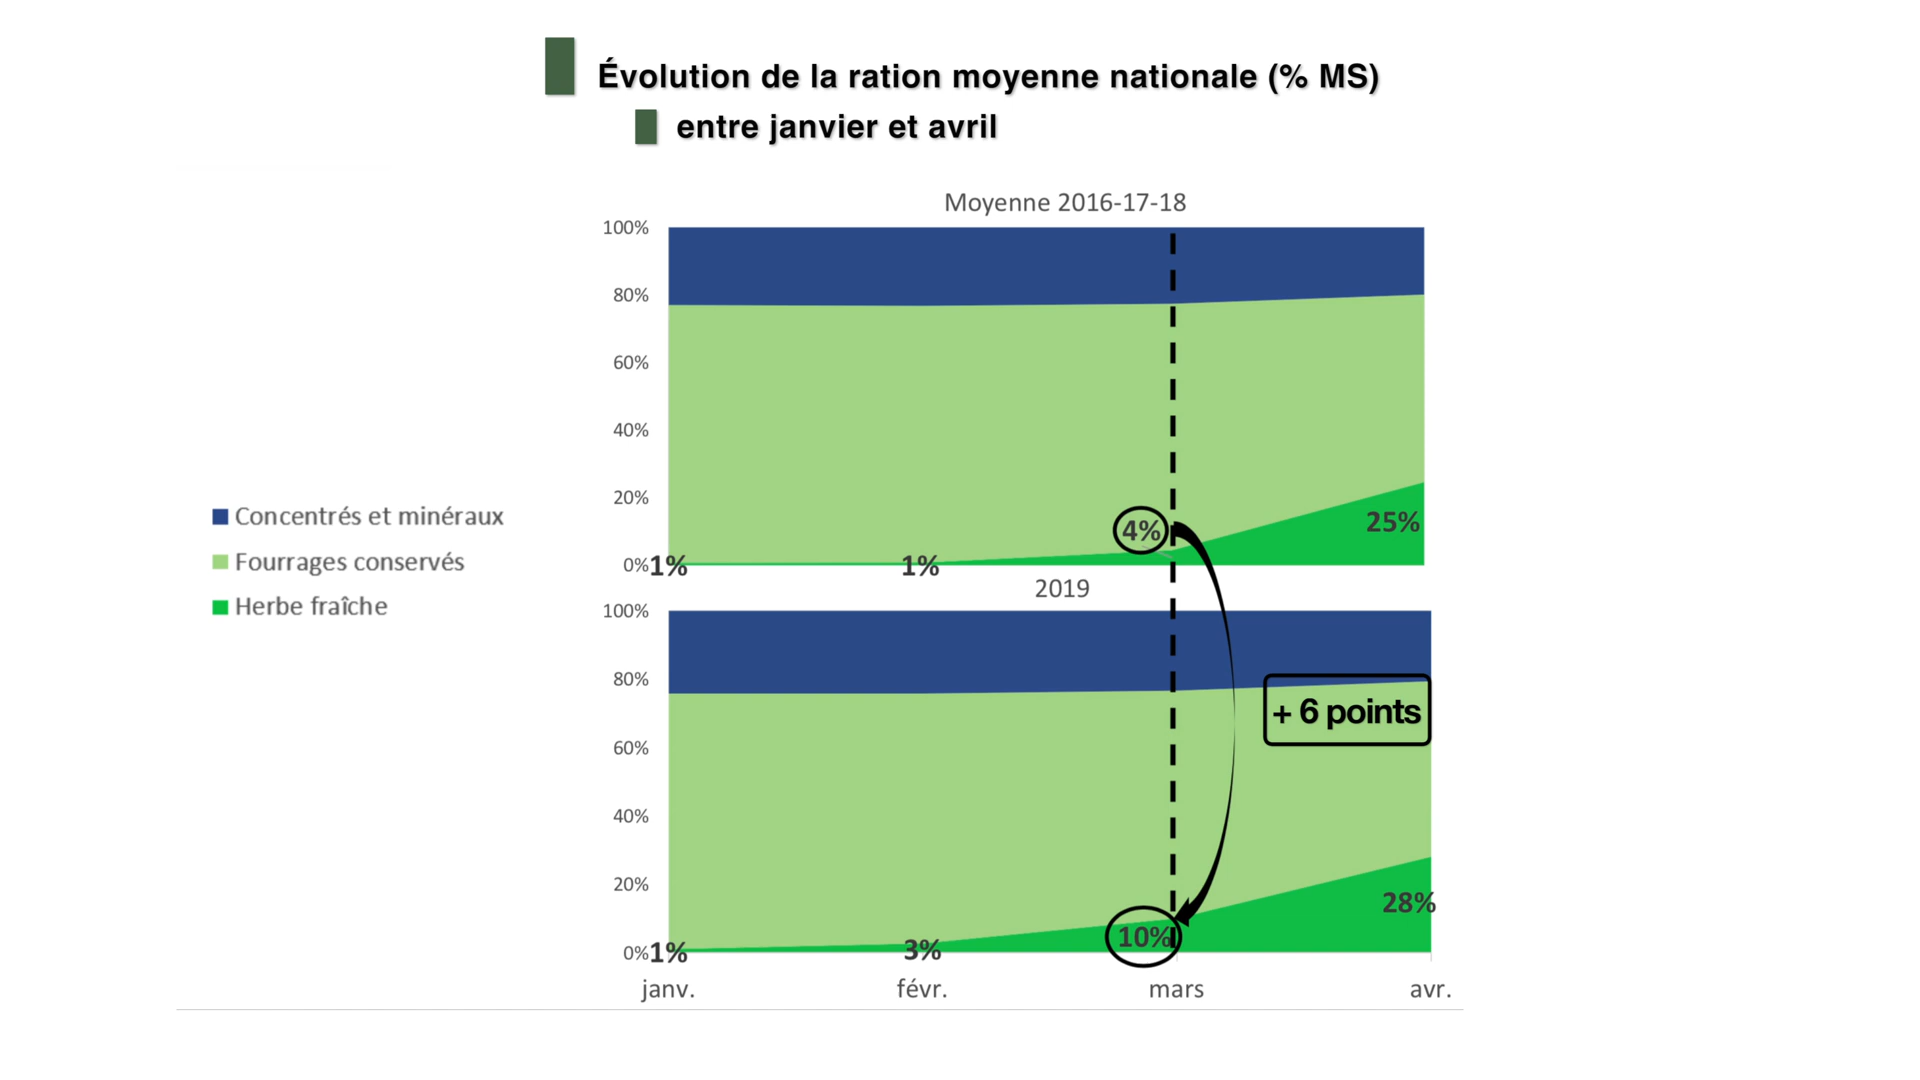 Évolution de la ration moyenne nationale (% MS)
entre janvier et avril
Moyenne 2016-17-18
100%
80%
60%
40%
20%
0%
1%
1%
4%
25%
Concentrés et minéraux
Fourrages conservés
Herbe fraîche
2019
100%
80%
60%
40%
20%
0%
1%
3%
10%
28%
+ 6 points
janv.
févr.
mars
avr.